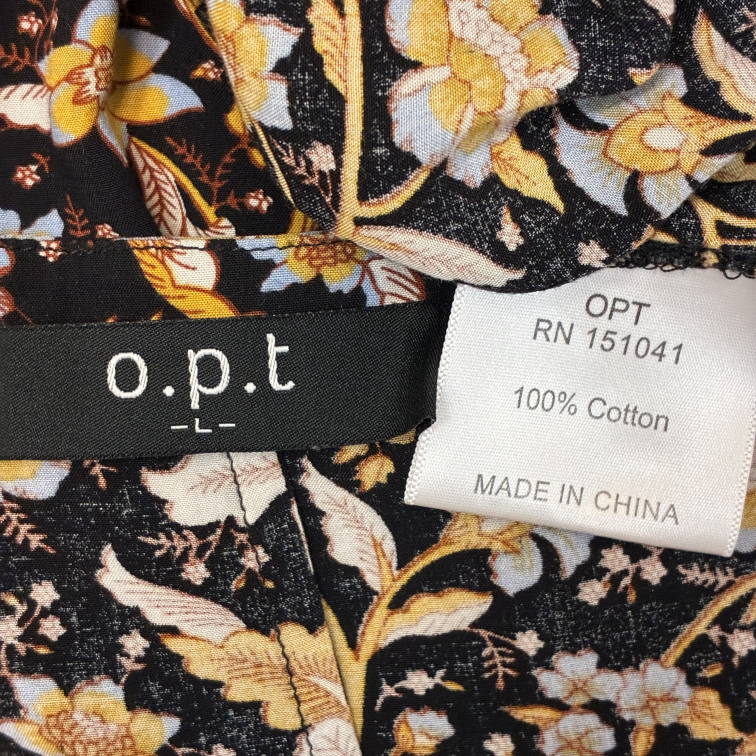 o.p.t
-L-
OPT
RN 151041
100% Cotton
MADE IN CHINA